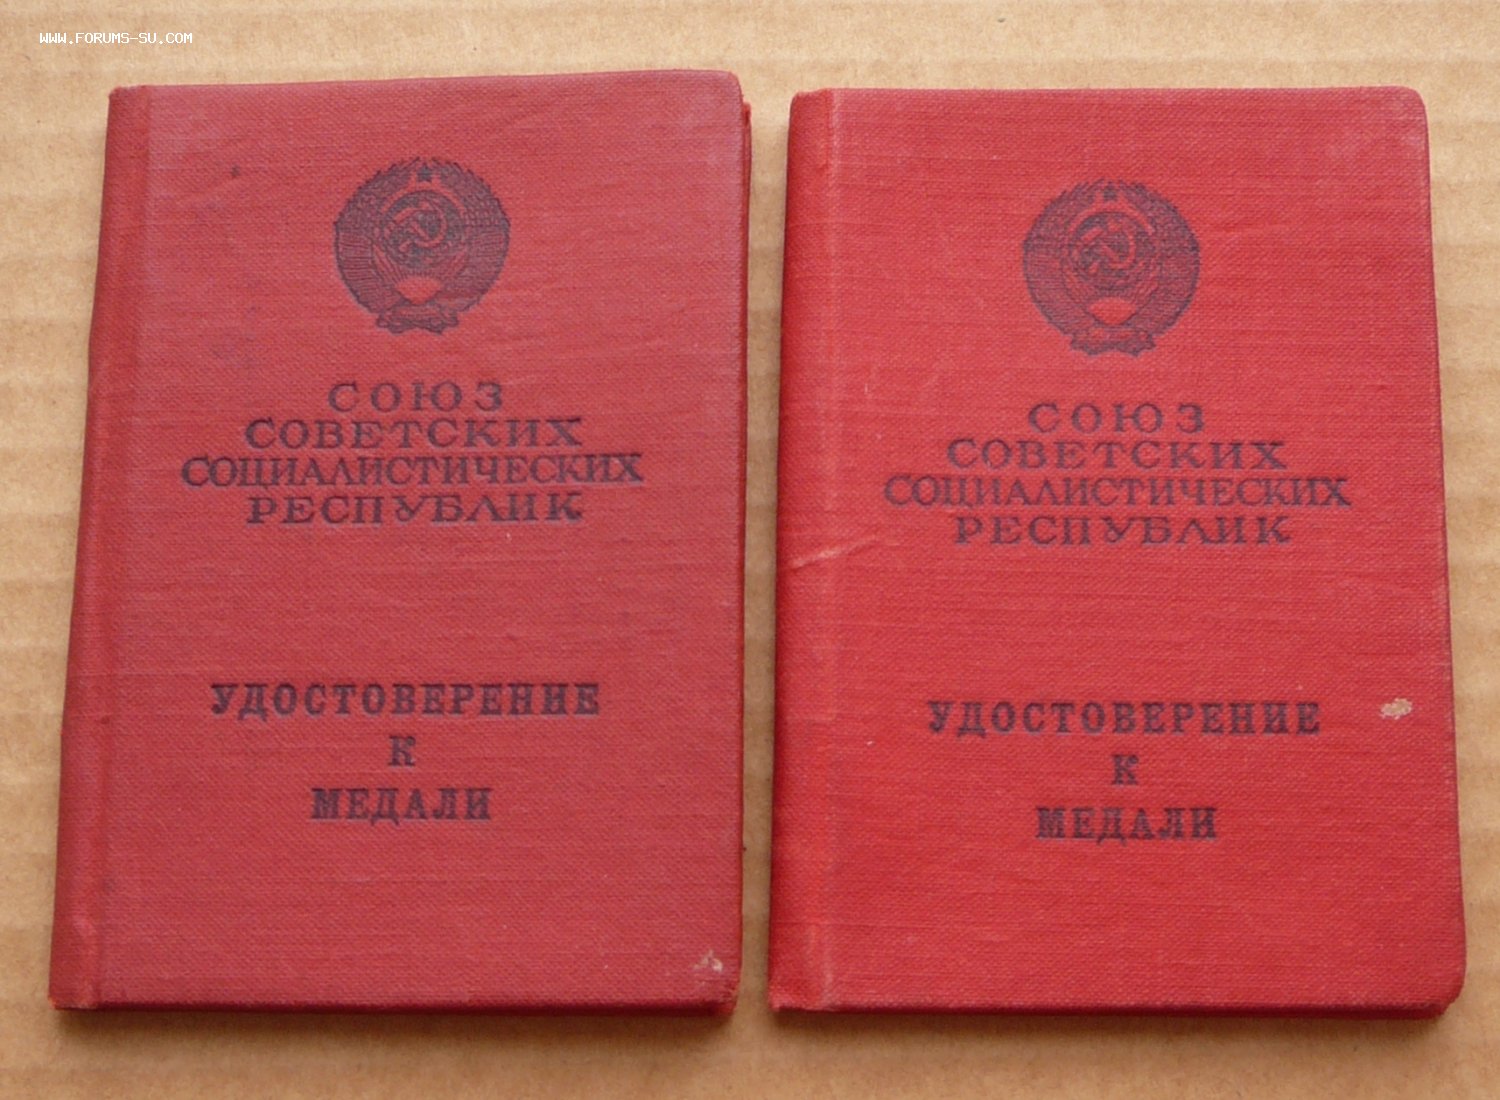 WWW.FORUMS-SU.COM
СОЮЗ
СОВЕТСКИХ
СОЦИАЛИСТИЧЕСКИХ
РЕСПУБЛИК
УДОСТОВЕРЕНИЕ
К
МЕДАЛИ
СОЮЗ
СОВЕТСКИХ
СОЦИАЛИСТИЧЕСКИХ
РЕСПУБЛИК
УДОСТОВЕРЕНИЕ
К
МЕДАЛИ